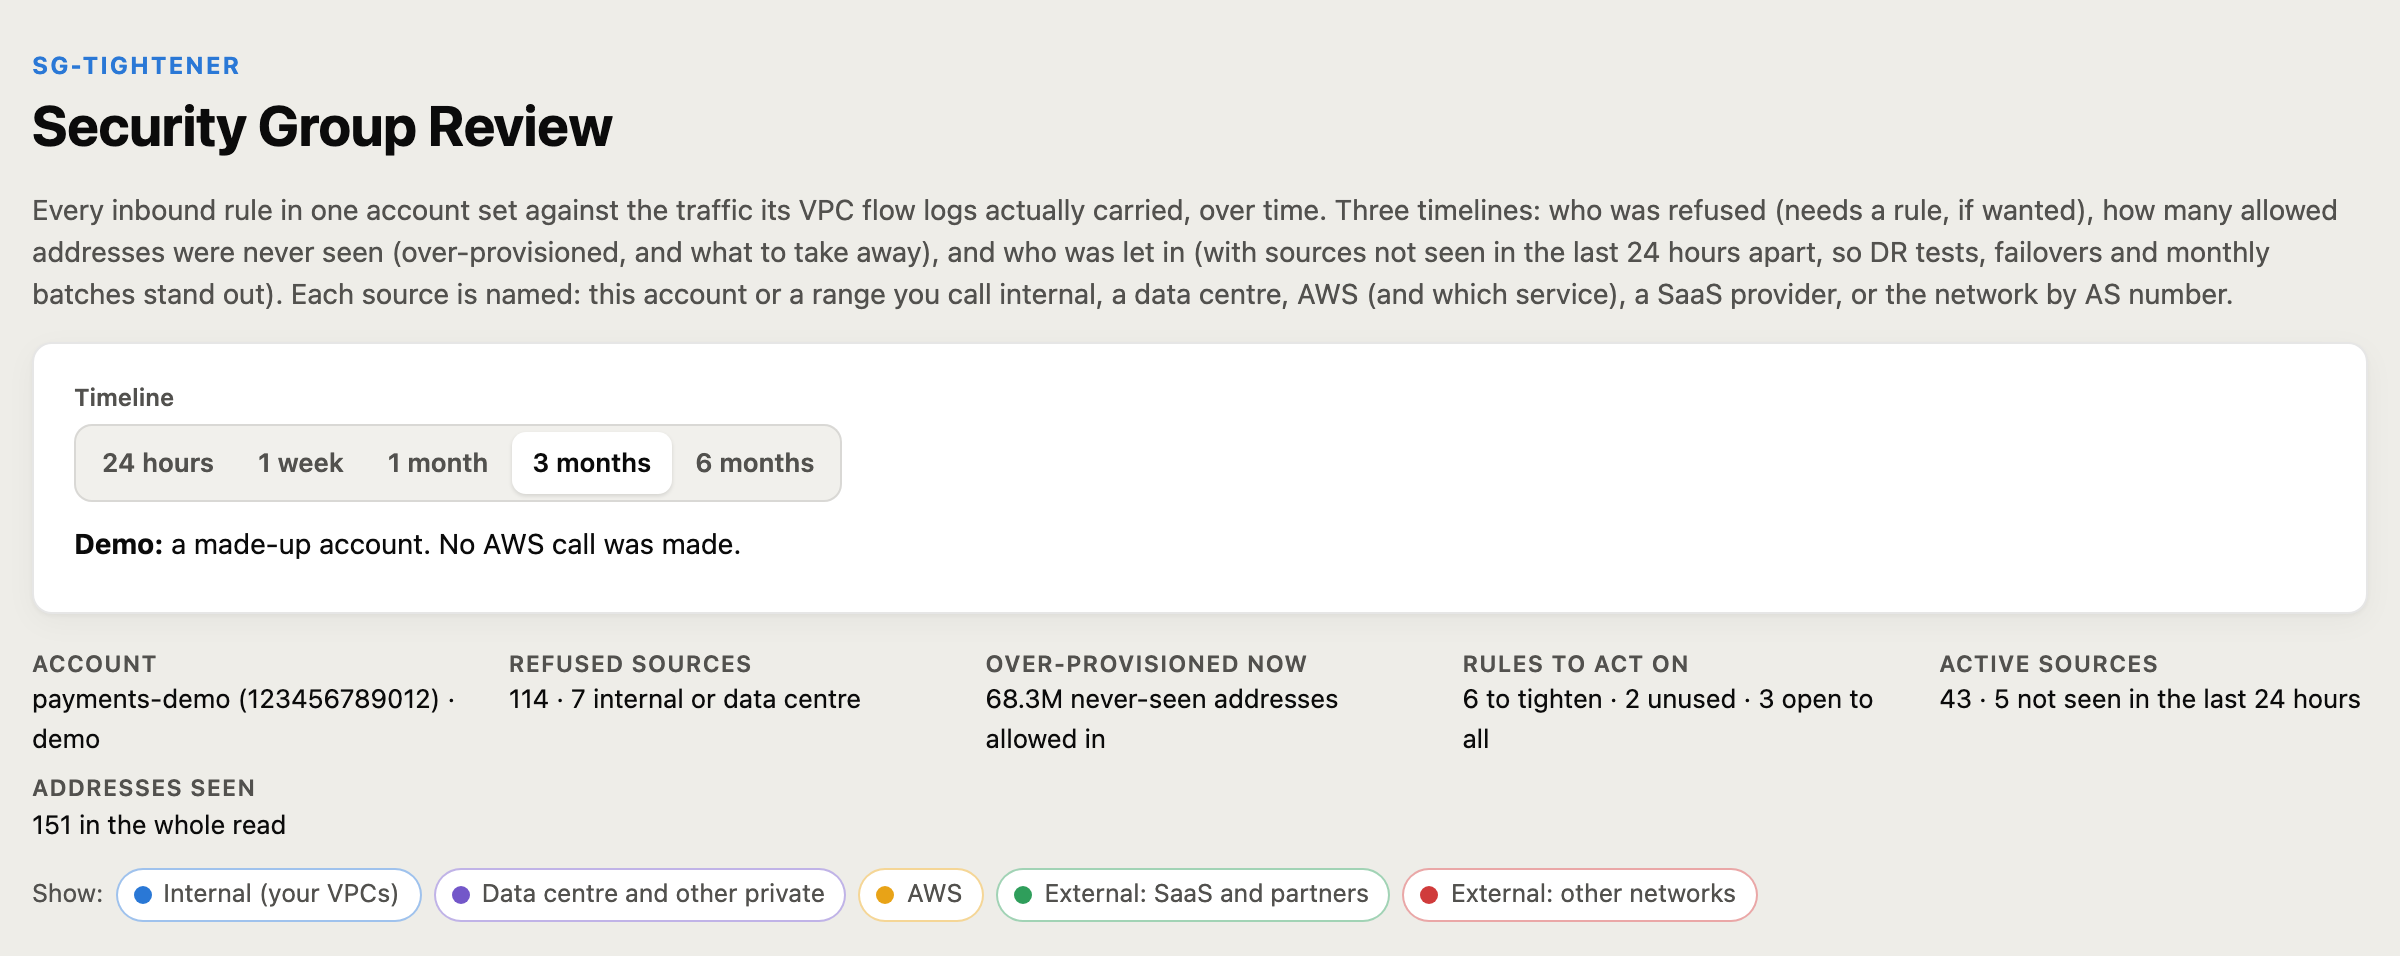 SG-TIGHTENER
Security Group Review
Every inbound rule in one account set against the traffic its VPC flow logs actually carried, over time. Three timelines: who was refused (needs a rule, if wanted), how many allowed
addresses were never seen (over-provisioned, and what to take away), and who was let in (with sources not seen in the last 24 hours apart, so DR tests, failovers and monthly
batches stand out). Each source is named: this account or a range you call internal, a data centre, AWS (and which service), a SaaS provider, or the network by AS number.
Timeline
24 hours 1 week 1 month 3 months 6 months
Demo: a made-up account. No AWS call was made.
ACCOUNT
payments-demo (123456789012) ·
demo
REFUSED SOURCES
114 · 7 internal or data centre
OVER-PROVISIONED NOW
68.3M never-seen addresses
allowed in
RULES TO ACT ON
6 to tighten · 2 unused · 3 open to
all
ACTIVE SOURCES
43 · 5 not seen in the last 24 hours
ADDRESSES SEEN
151 in the whole read
Show: Internal (your VPCs) Data centre and other private AWS External: SaaS and partners External: other networks